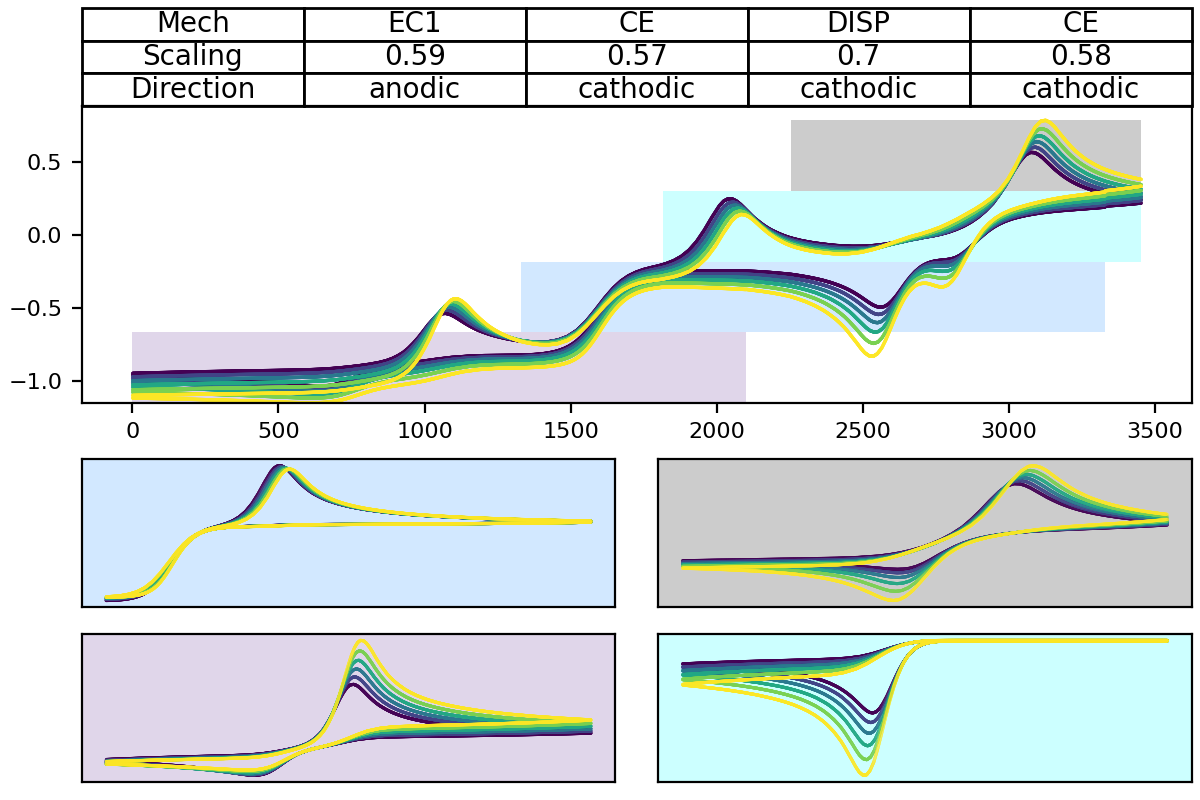 Mech EC1 CE DISP CE
Scaling 0.59 0.57 0.7 0.58
Direction anodic cathodic cathodic cathodic
0.5
0.0
−0.5
−1.0
0 500 1000 1500 2000 2500 3000 3500